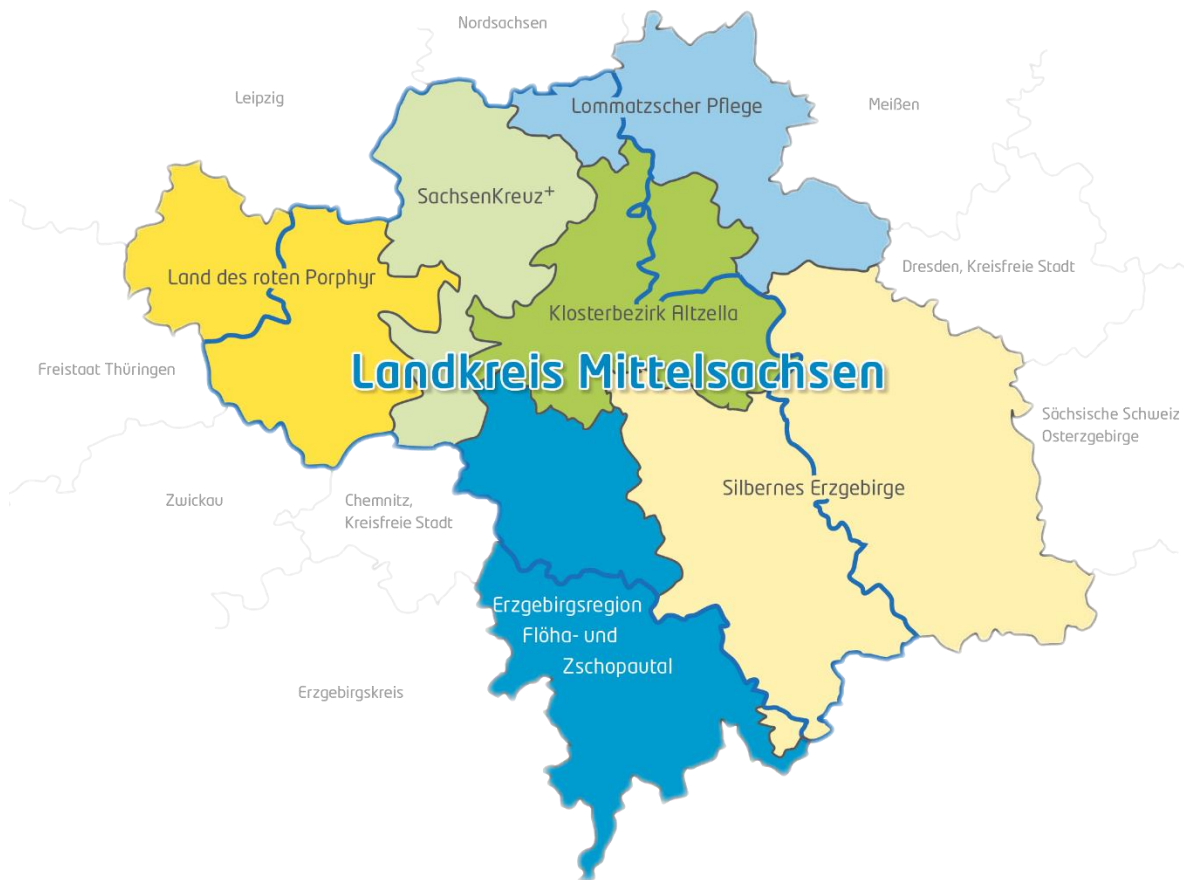 Nordsachsen
Leipzig
Lommatzscher Pflege
Meißen
SachsenKreuz+
Land des roten Porphyr
Dresden, Kreisfreie Stadt
Klosterbezirk Altzella
Freistaat Thüringen
Landkreis Mittelsachsen
Sächsische Schweiz
Osterzgebirge
Silbernes Erzgebirge
Zwickau
Chemnitz,
Kreisfreie Stadt
Erzgebirgsregion
Flöha- und
Zschopautal
Erzgebirgskreis